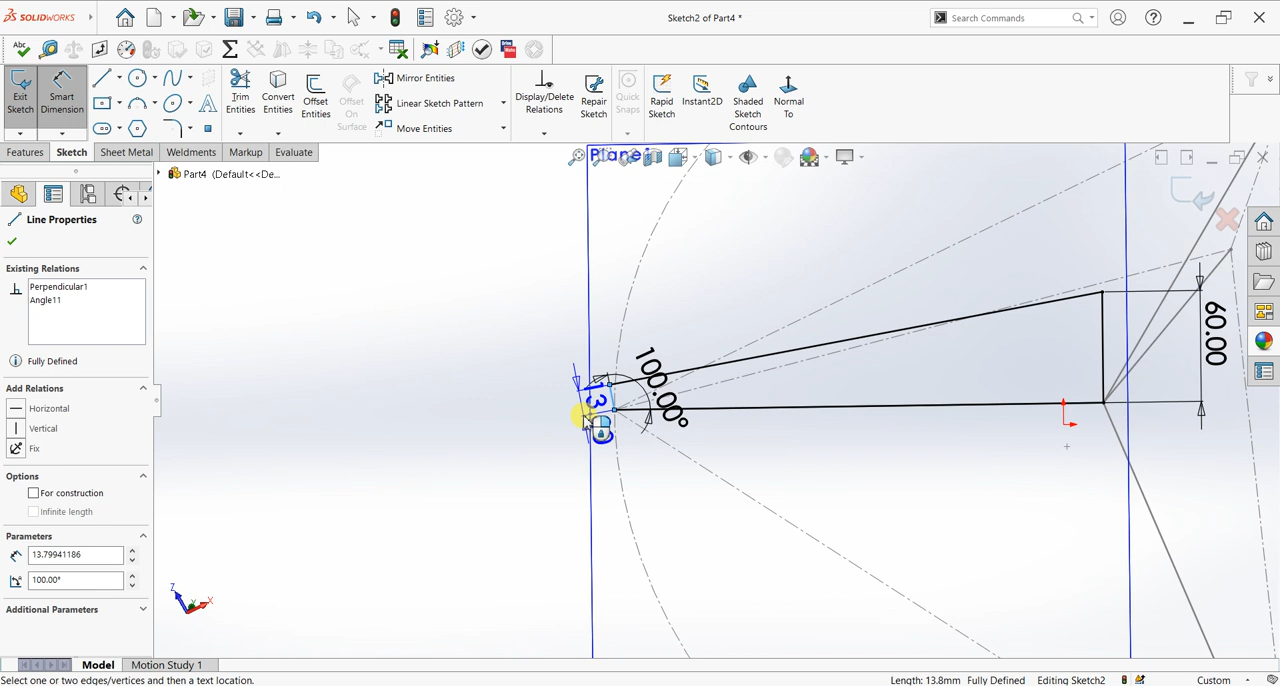 SOLIDWORKS
Sketch2 of Part4 *
Search Commands
Exit Sketch
Smart Dimension
Trim Entities
Convert Entities
Offset Entities
Offset On Surface
Mirror Entities
Linear Sketch Pattern
Move Entities
Display/Delete Relations
Repair Sketch
Quick Snaps
Rapid Sketch
Instant2D
Shaded Sketch Contours
Normal To
Features
Sketch
Sheet Metal
Weldments
Markup
Evaluate
Part4 (Default<<De...
Line Properties
Existing Relations
Perpendicular1
Angle11
Fully Defined
Add Relations
Horizontal
Vertical
Fix
Options
For construction
Infinite length
Parameters
13.79941186
100.00°
Additional Parameters
100.00°
60.00
Z
X
Model
Motion Study 1
Select one or two edges/vertices and then a text location.
Length: 13.8mm Fully Defined Editing Sketch2
Custom